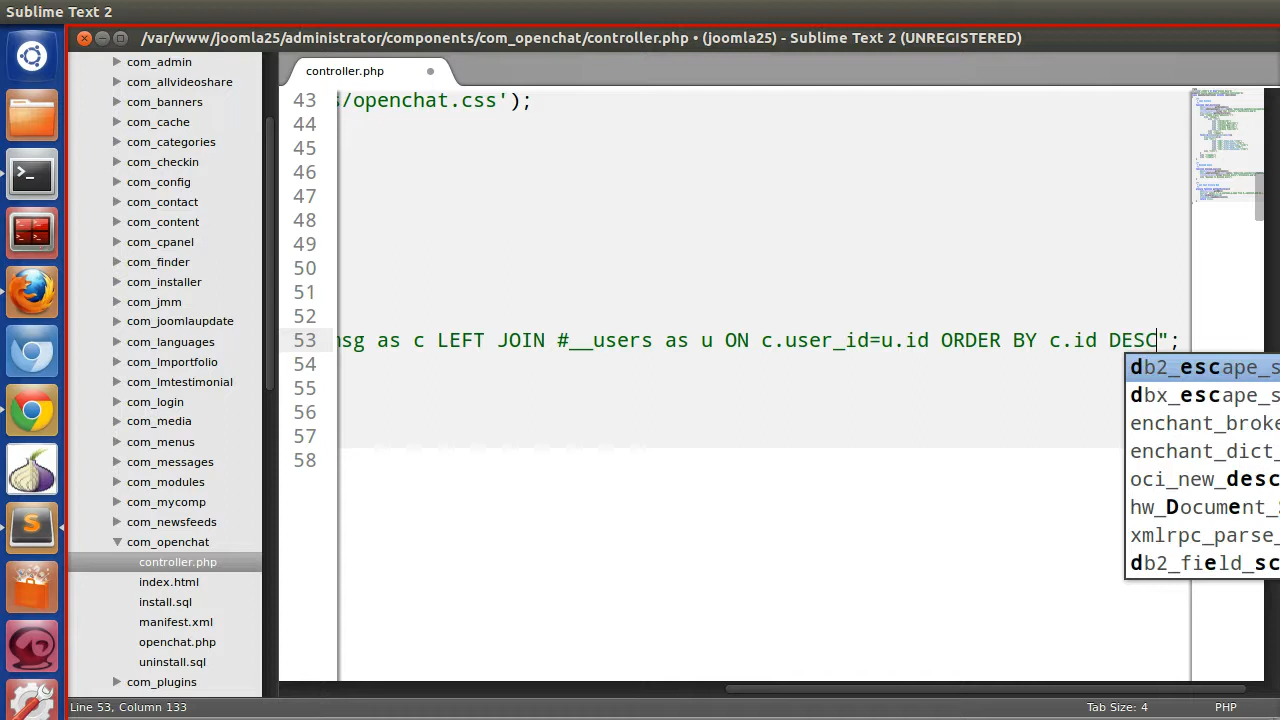 Sublime Text 2
/var/www/joomla25/administrator/components/com_openchat/controller.php • (joomla25) - Sublime Text 2 (UNREGISTERED)
com_admin
com_allvideoshare
com_banners
com_cache
com_categories
com_checkin
com_config
com_contact
com_content
com_cpanel
com_finder
com_installer
com_jmm
com_joomlaupdate
com_languages
com_lmportfolio
com_lmtestimonial
com_login
com_media
com_menus
com_messages
com_modules
com_mycomp
com_newsfeeds
com_openchat
controller.php
index.html
install.sql
manifest.xml
openchat.php
uninstall.sql
com_plugins
controller.php
43 s/openchat.css');
44
45
46
47
48
49
50
51
52
53 msg as c LEFT JOIN #__users as u ON c.user_id=u.id ORDER BY c.id DESC";
54
55
56
57
58
db2_escape_s
dbx_escape_s
enchant_broke
enchant_dict_
oci_new_desc
hw_Document_S
xmlrpc_parse_
db2_field_sc
Line 53, Column 133
Tab Size: 4
PHP